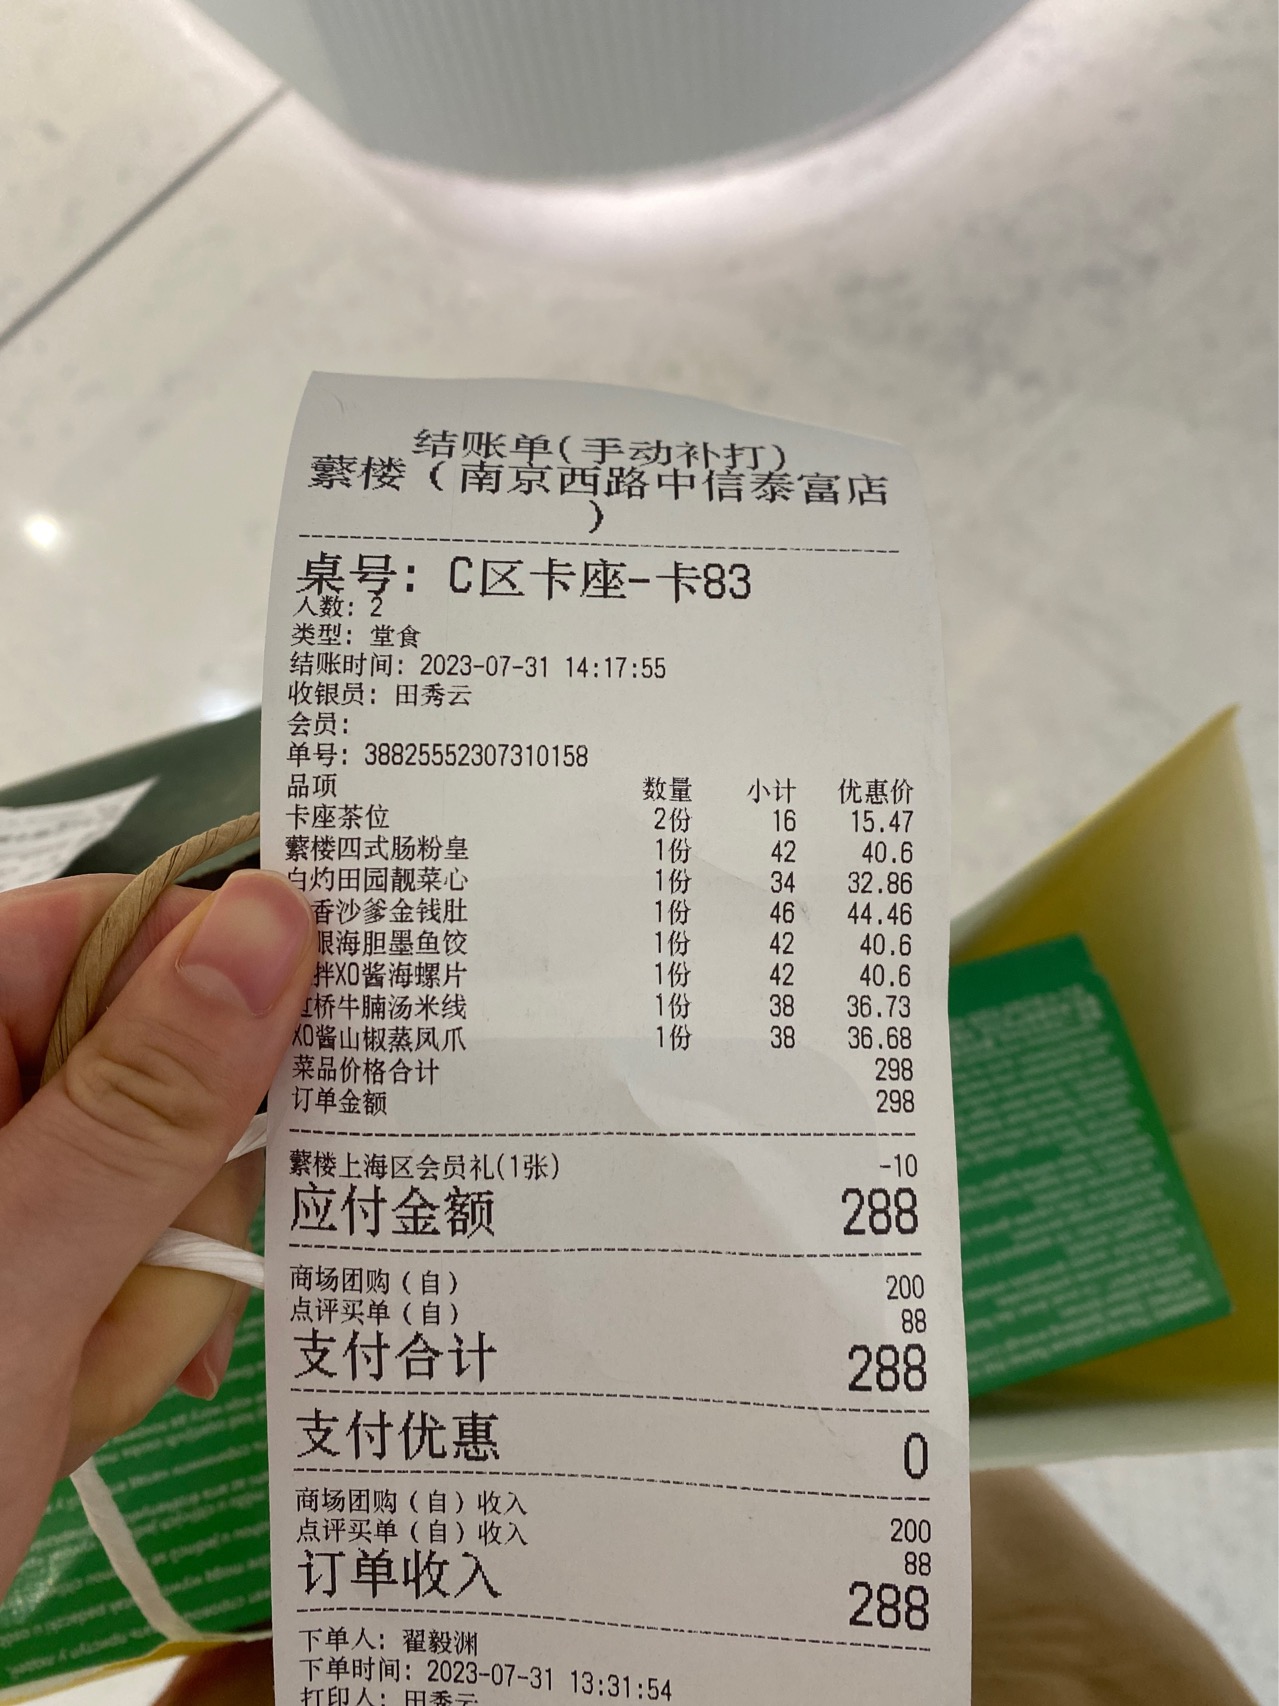 结账单(手动补打)
蘩楼（南京西路中信泰富店
）
桌号: C区卡座-卡83
人数: 2
类型: 堂食
结账时间: 2023-07-31 14:17:55
收银员: 田秀云
会员:
单号: 388255552307310158
品项 数量 小计 优惠价
卡座茶位 2份 16 15.47
蘩楼四式肠粉皇 1份 42 40.6
白灼田园靓菜心 1份 34 32.86
香沙爹金钱肚 1份 46 44.46
眼海胆墨鱼饺 1份 42 40.6
拌XO酱海螺片 1份 42 40.6
过桥牛腩汤米线 1份 38 36.73
XO酱山椒蒸凤爪 1份 38 36.68
菜品价格合计 298
订单金额 298
蘩楼上海区会员礼(1张) -10
应付金额 288
商场团购（自） 200
点评买单（自） 88
支付合计 288
支付优惠 0
商场团购（自）收入 200
点评买单（自）收入 88
订单收入 288
下单人: 翟毅渊
下单时间: 2023-07-31 13:31:54
打印人: 田秀云